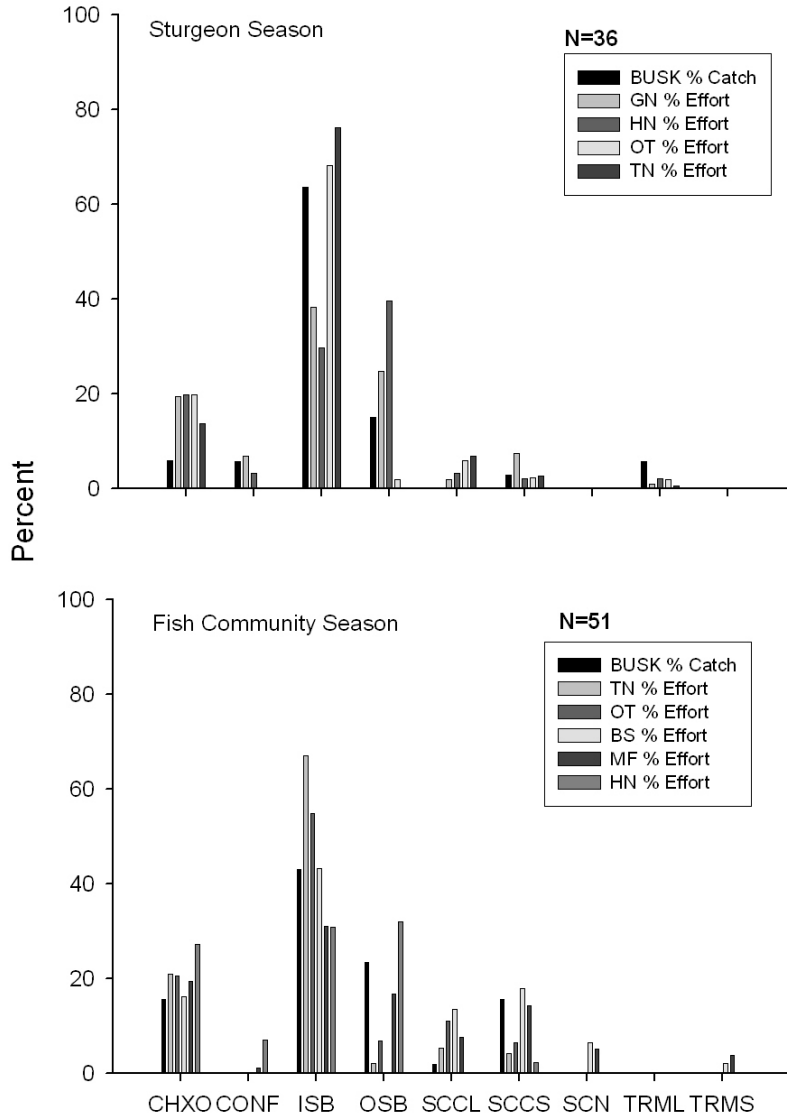 Sturgeon Season
N=36
BUSK % Catch
GN % Effort
HN % Effort
OT % Effort
TN % Effort
100
80
60
40
20
0
Percent
Fish Community Season
N=51
BUSK % Catch
TN % Effort
OT % Effort
BS % Effort
MF % Effort
HN % Effort
100
80
60
40
20
0
CHXO CONF ISB OSB SCCL SCCS SCN TRML TRMS